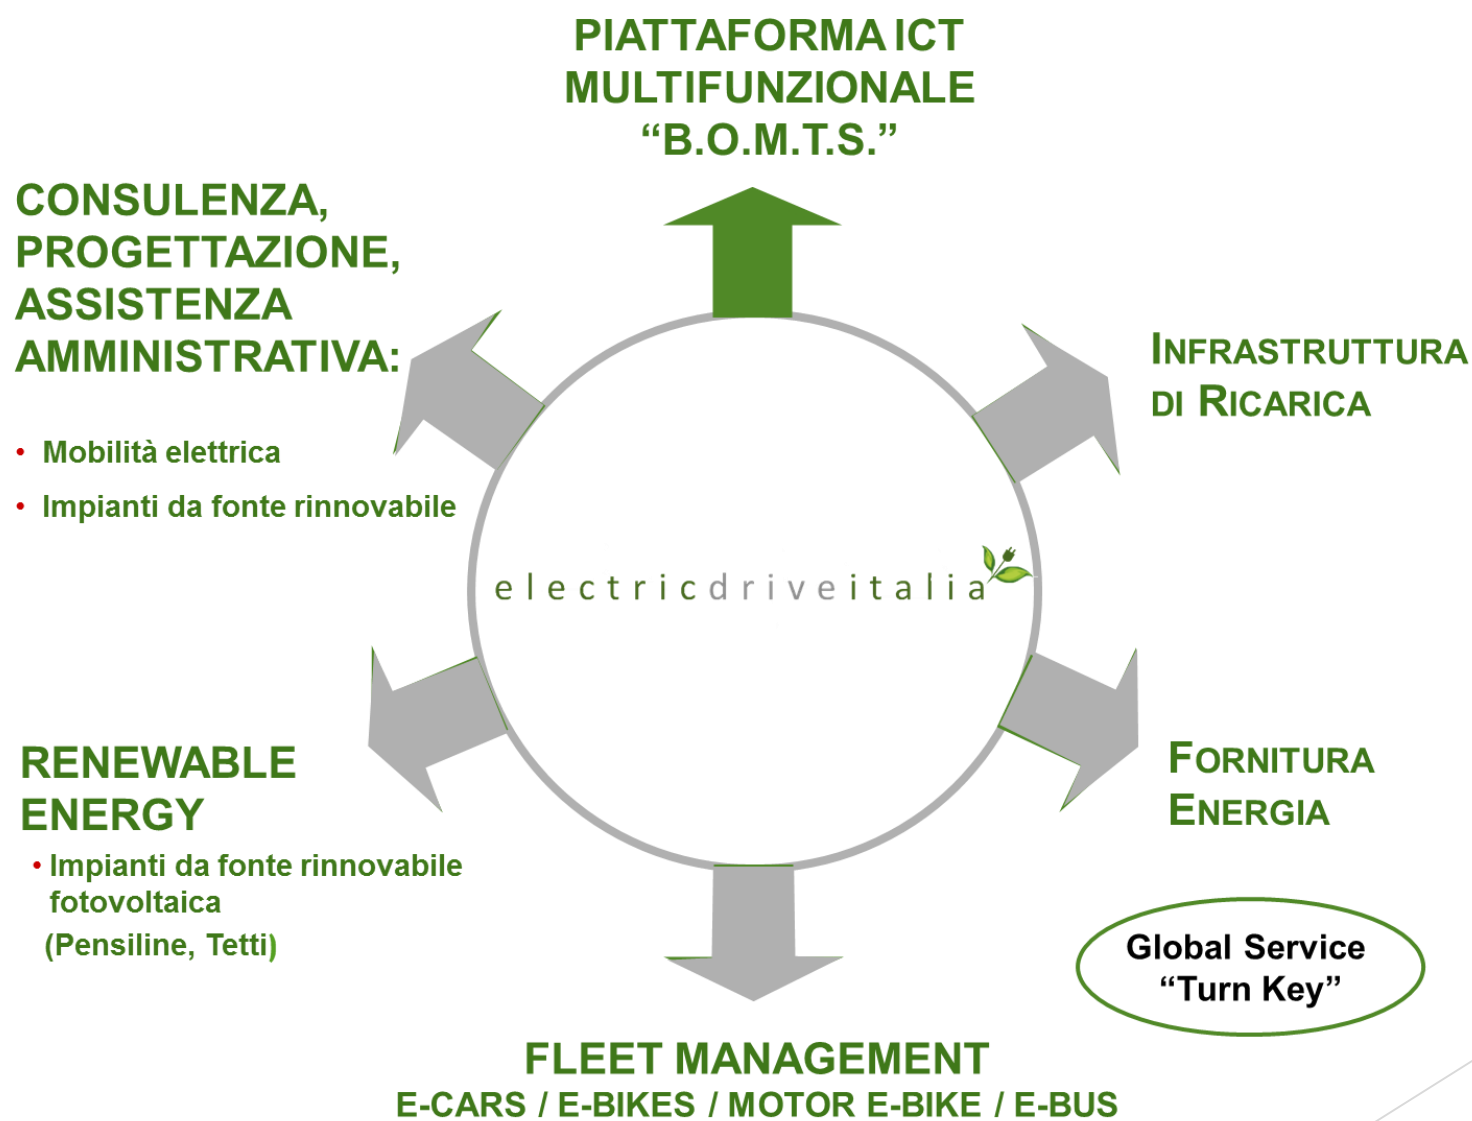 PIATTAFORMA ICT
MULTIFUNZIONALE
“B.O.M.T.S.”
CONSULENZA,
PROGETTAZIONE,
ASSISTENZA
AMMINISTRATIVA:
• Mobilità elettrica
• Impianti da fonte rinnovabile
INFRASTRUTTURA
DI RICARICA
electricdriveitalia
RENEWABLE
ENERGY
• Impianti da fonte rinnovabile
fotovoltaica
(Pensiline, Tetti)
FORNITURA
ENERGIA
Global Service
“Turn Key”
FLEET MANAGEMENT
E-CARS / E-BIKES / MOTOR E-BIKE / E-BUS